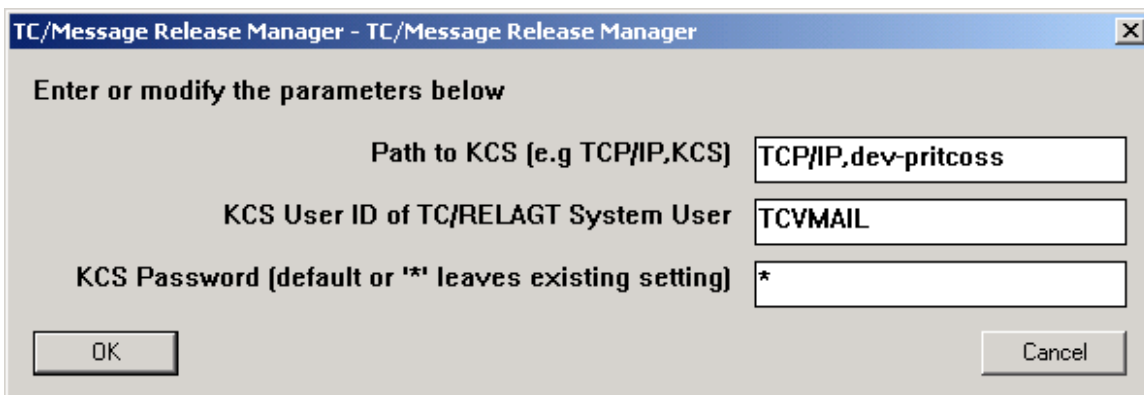 TC/Message Release Manager - TC/Message Release Manager
Enter or modify the parameters below
Path to KCS (e.g TCP/IP,KCS) TCP/IP,dev-pritcoss
KCS User ID of TC/RELAGT System User TCVMAIL
KCS Password (default or '*' leaves existing setting) *
OK Cancel